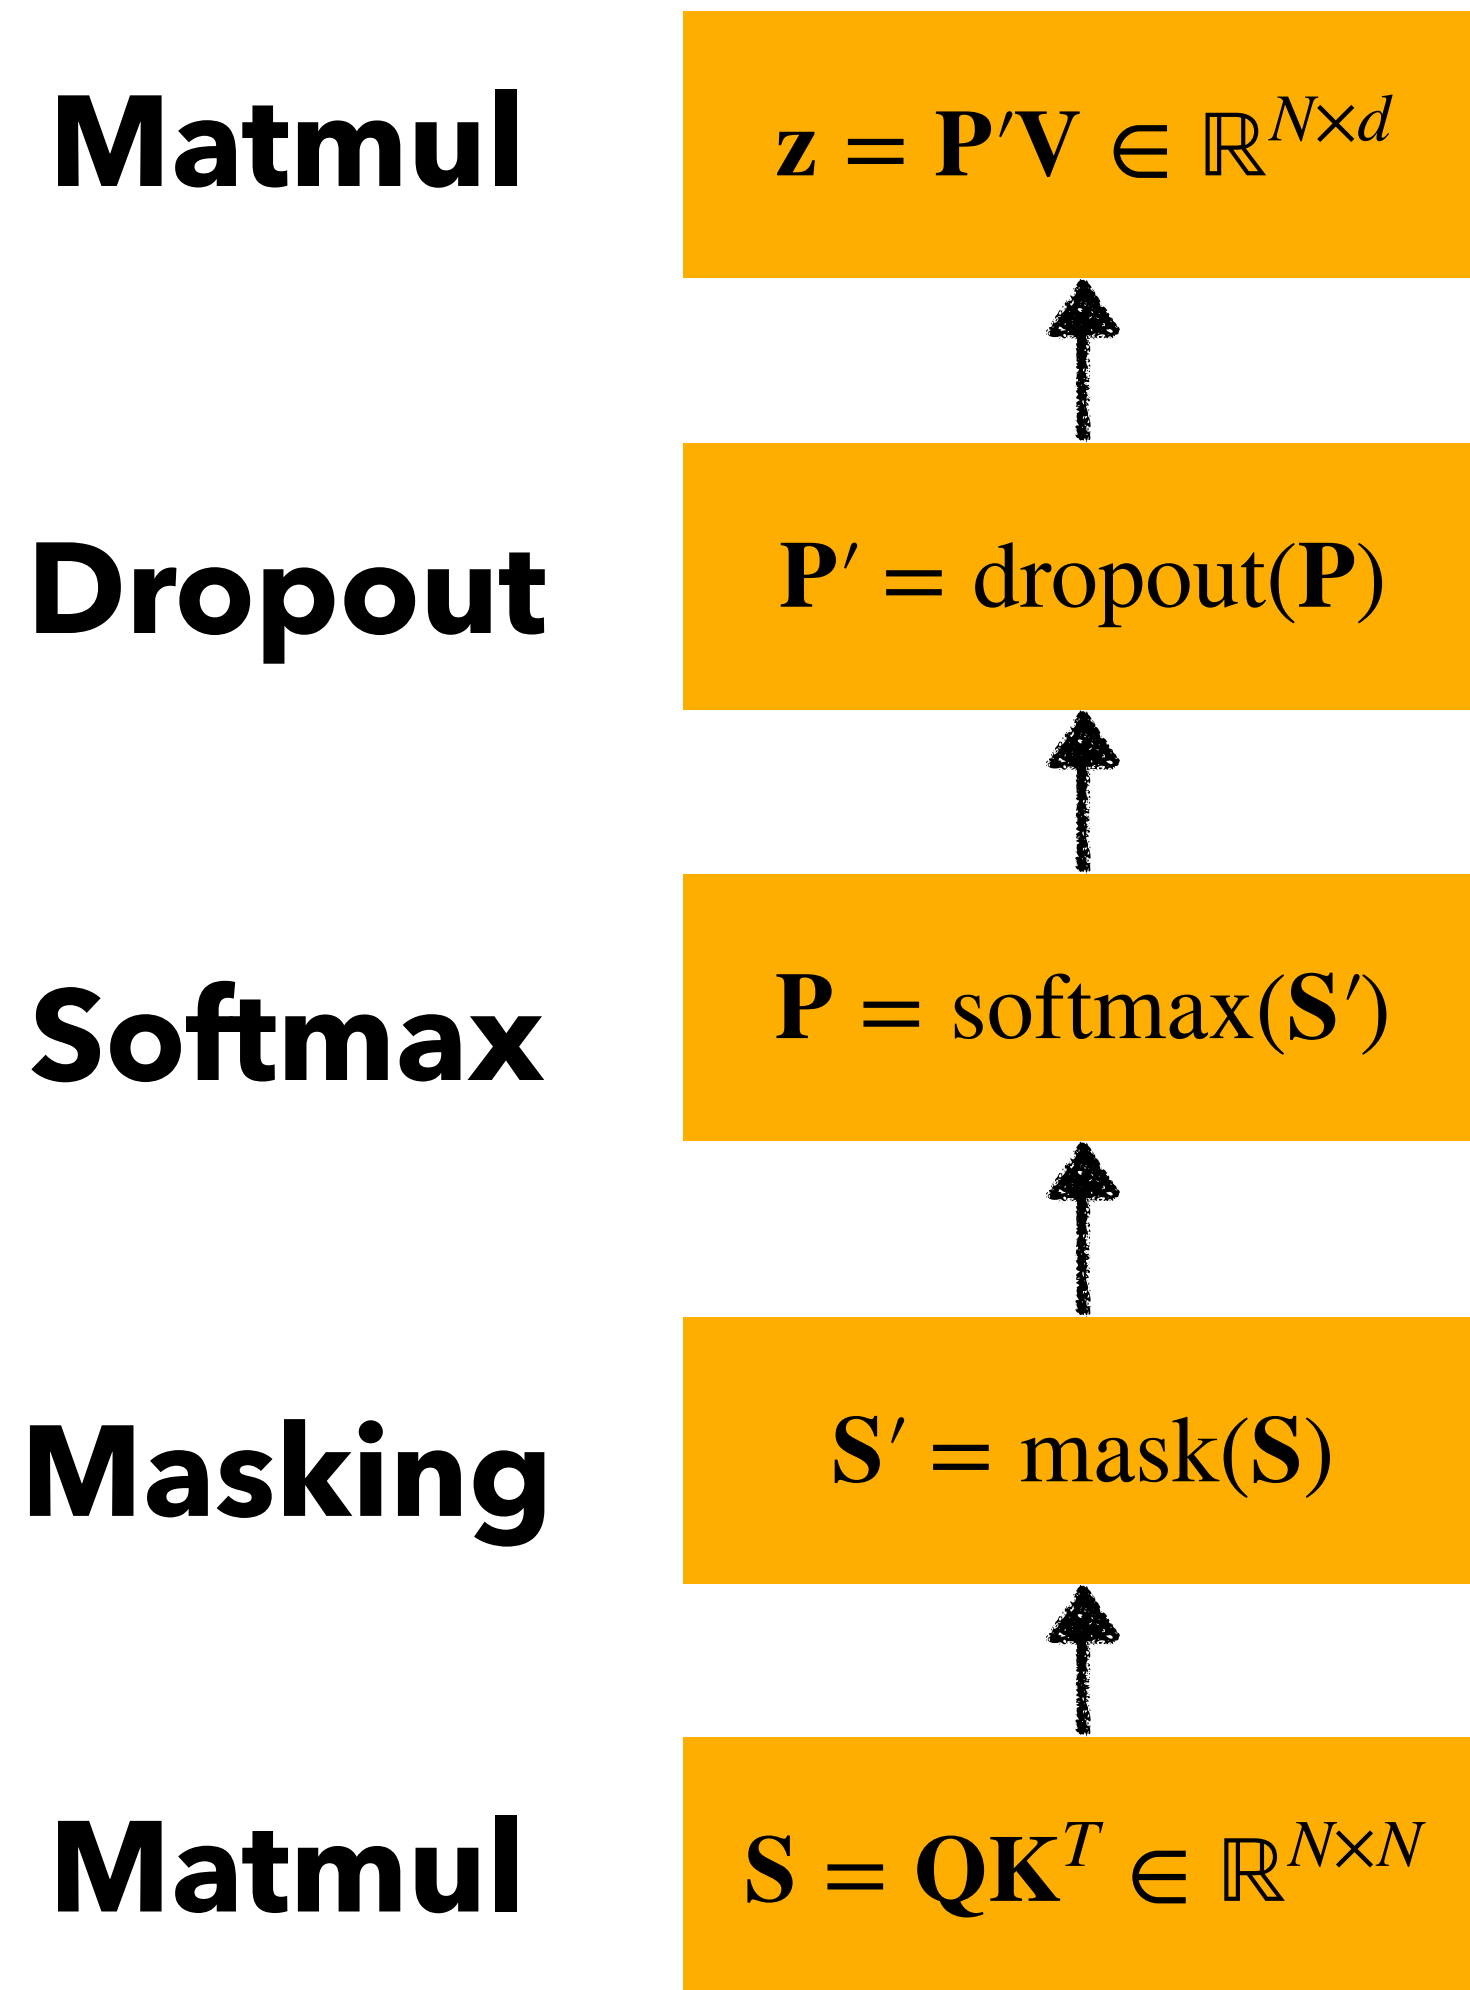 Matmul
z = P′V ∈ ℝ^{N×d}
Dropout
P′ = dropout(P)
Softmax
P = softmax(S′)
Masking
S′ = mask(S)
Matmul
S = QK^T ∈ ℝ^{N×N}